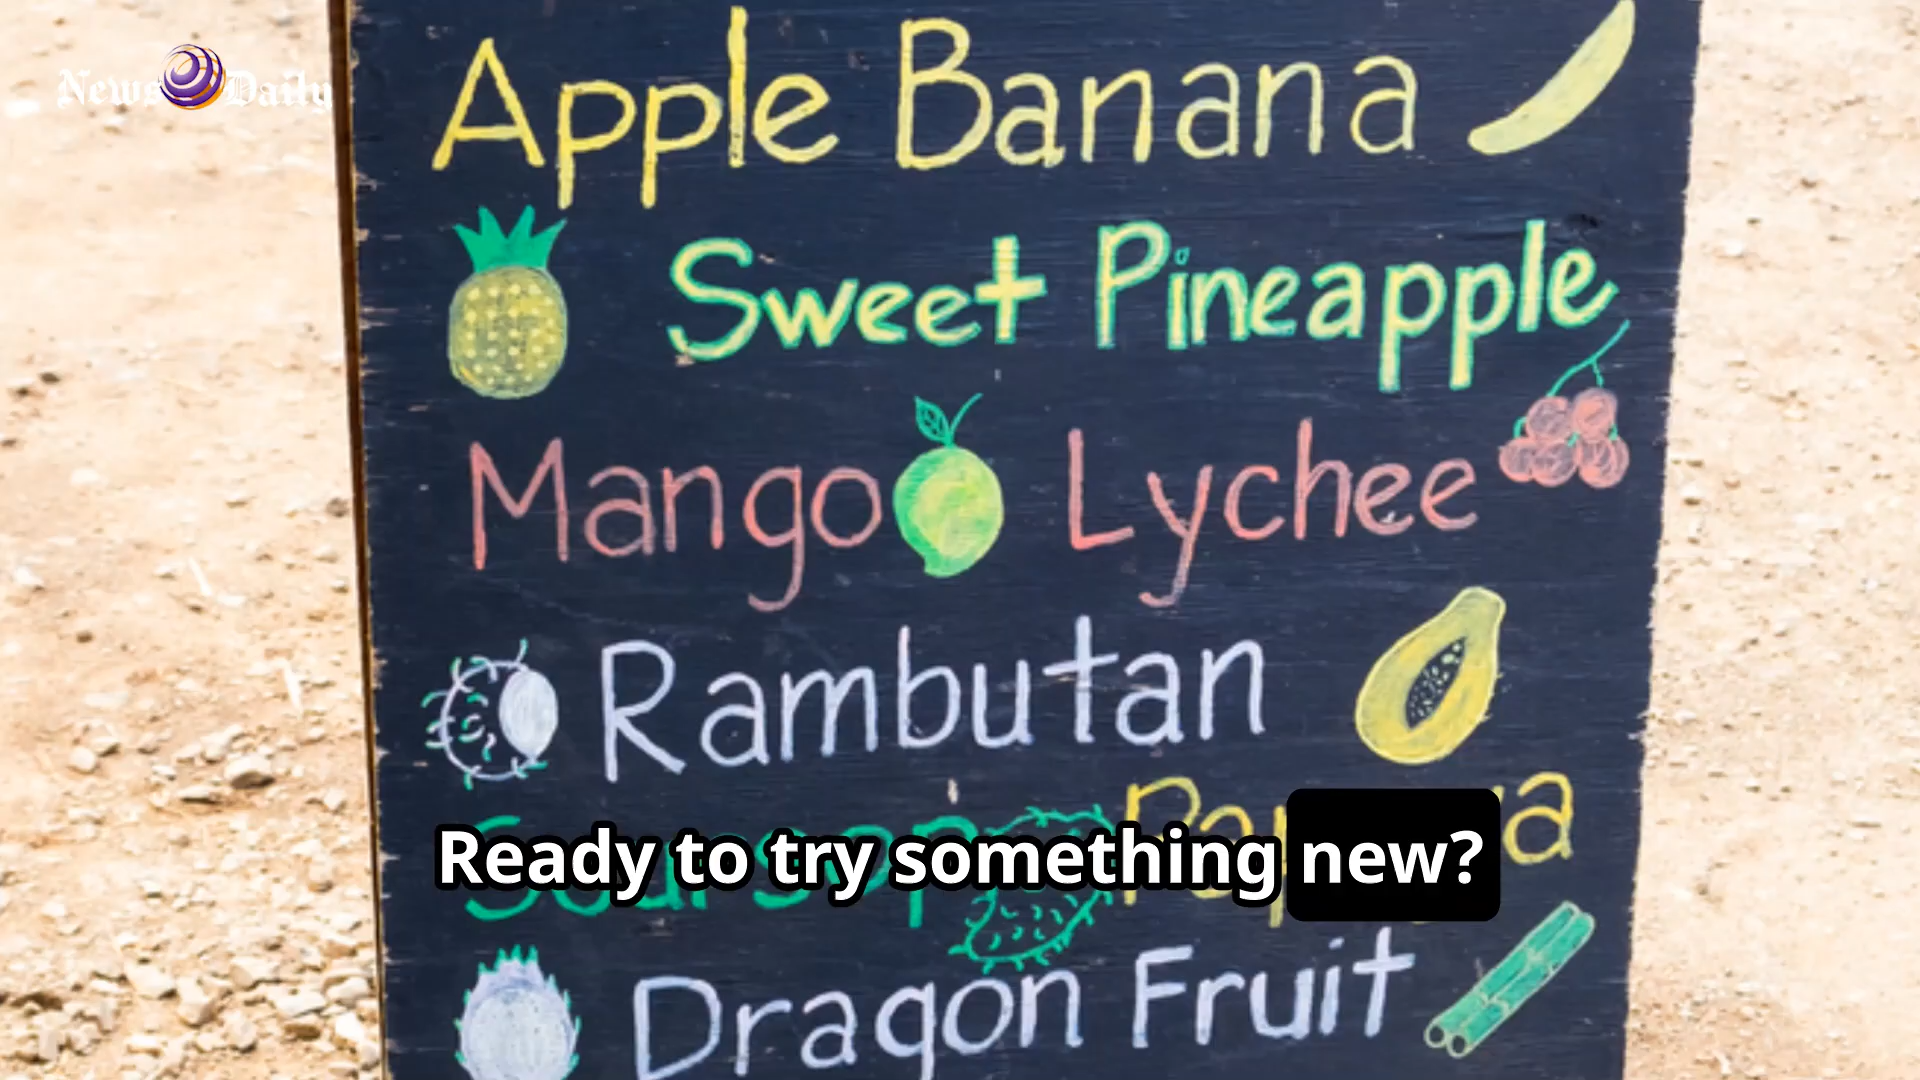 News Daily
Apple Banana
Sweet Pineapple
Mango Lychee
Rambutan
Ready to try something new?
Dragon Fruit